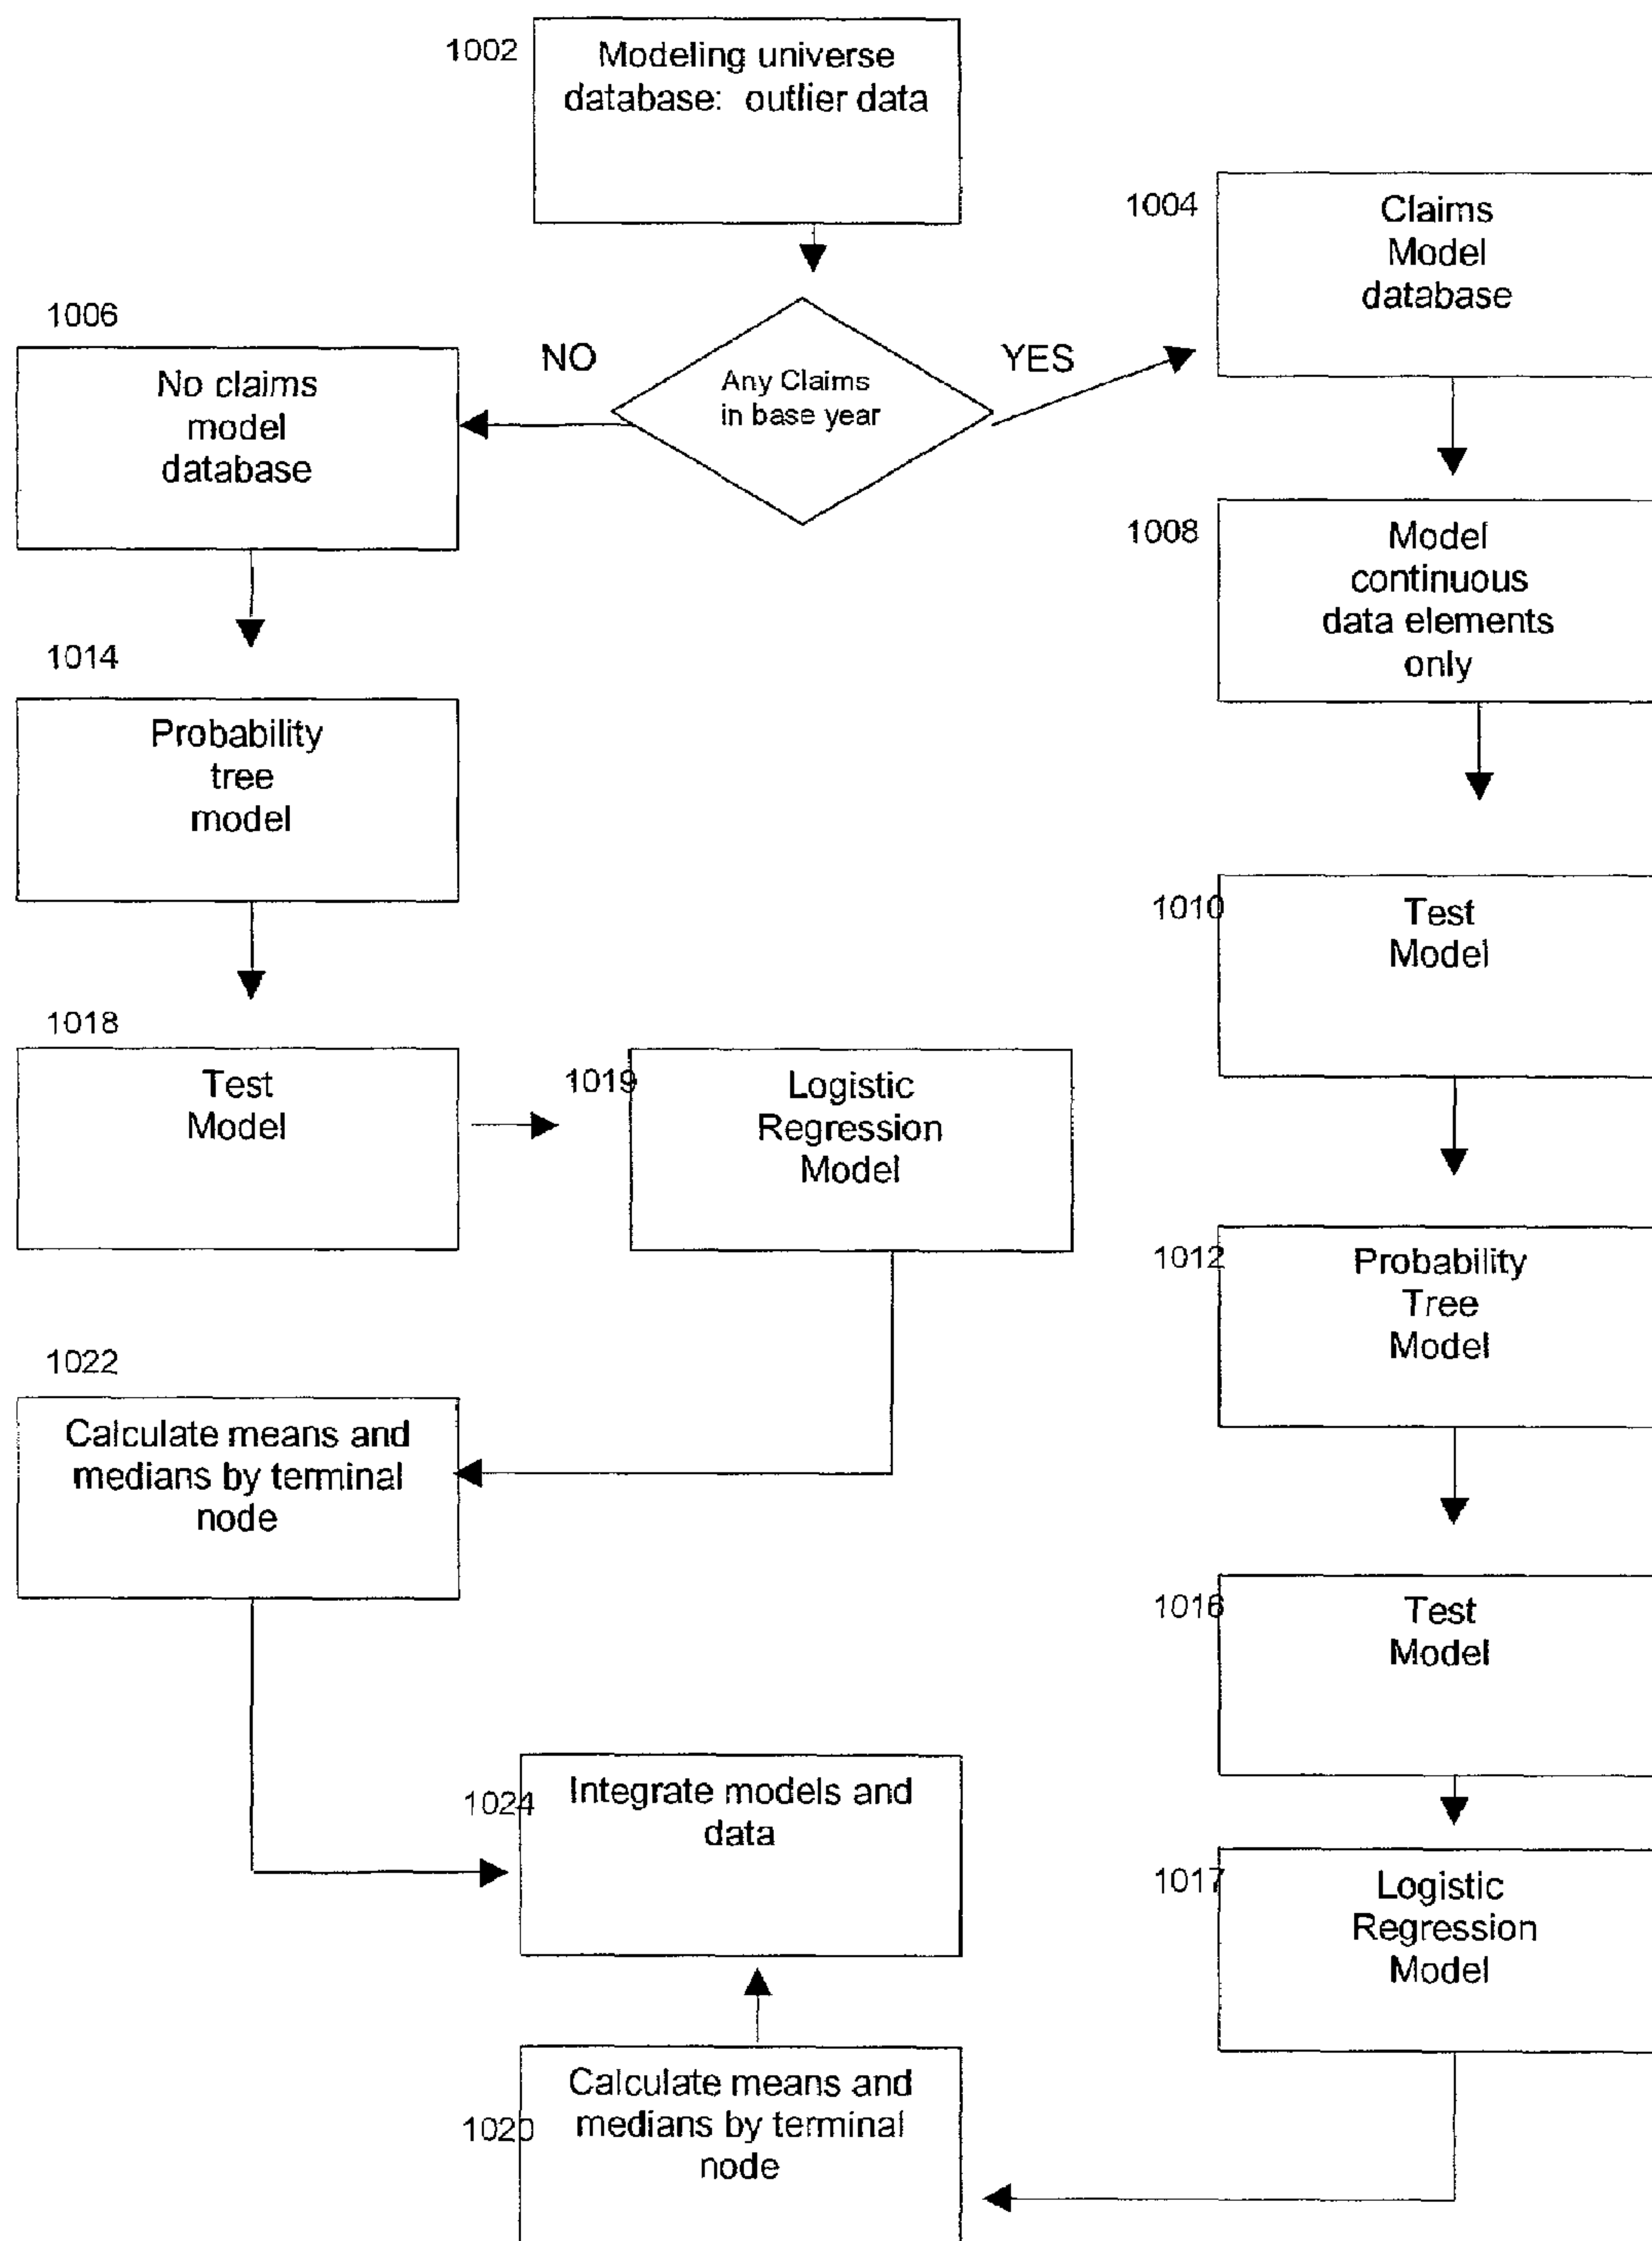 1002
Modeling universe
database: outlier data
1004
Claims
Model
database
1006
No claims
model
database
NO
Any Claims
in base year
YES
1008
Model
continuous
data elements
only
1014
Probability
tree
model
1010
Test
Model
1018
Test
Model
1019
Logistic
Regression
Model
1012
Probability
Tree
Model
1022
Calculate means and
medians by terminal
node
1016
Test
Model
1024
Integrate models and
data
1017
Logistic
Regression
Model
1020
Calculate means and
medians by terminal
node